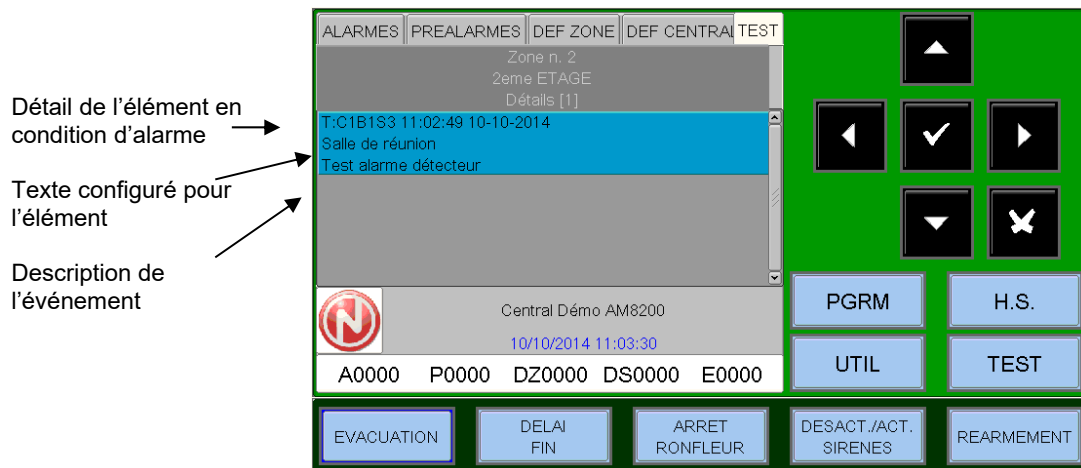 Détail de l'élément en
condition d'alarme
Texte configuré pour
l'élément
Description de
l'événement
ALARMES PREALARMES DEF ZONE DEF CENTRAL TEST
Zone n. 2
2eme ETAGE
Détails [1]
T:C1B1S3 11:02:49 10-10-2014
Salle de réunion
Test alarme détecteur
N
Central Démo AM8200
10/10/2014 11:03:30
A0000 P0000 DZ0000 DS0000 E0000
PGRM H.S.
UTIL TEST
EVACUATION
DELAI
FIN
ARRET
RONFLEUR
DESACT./ACT.
SIRENES
REARMEMENT